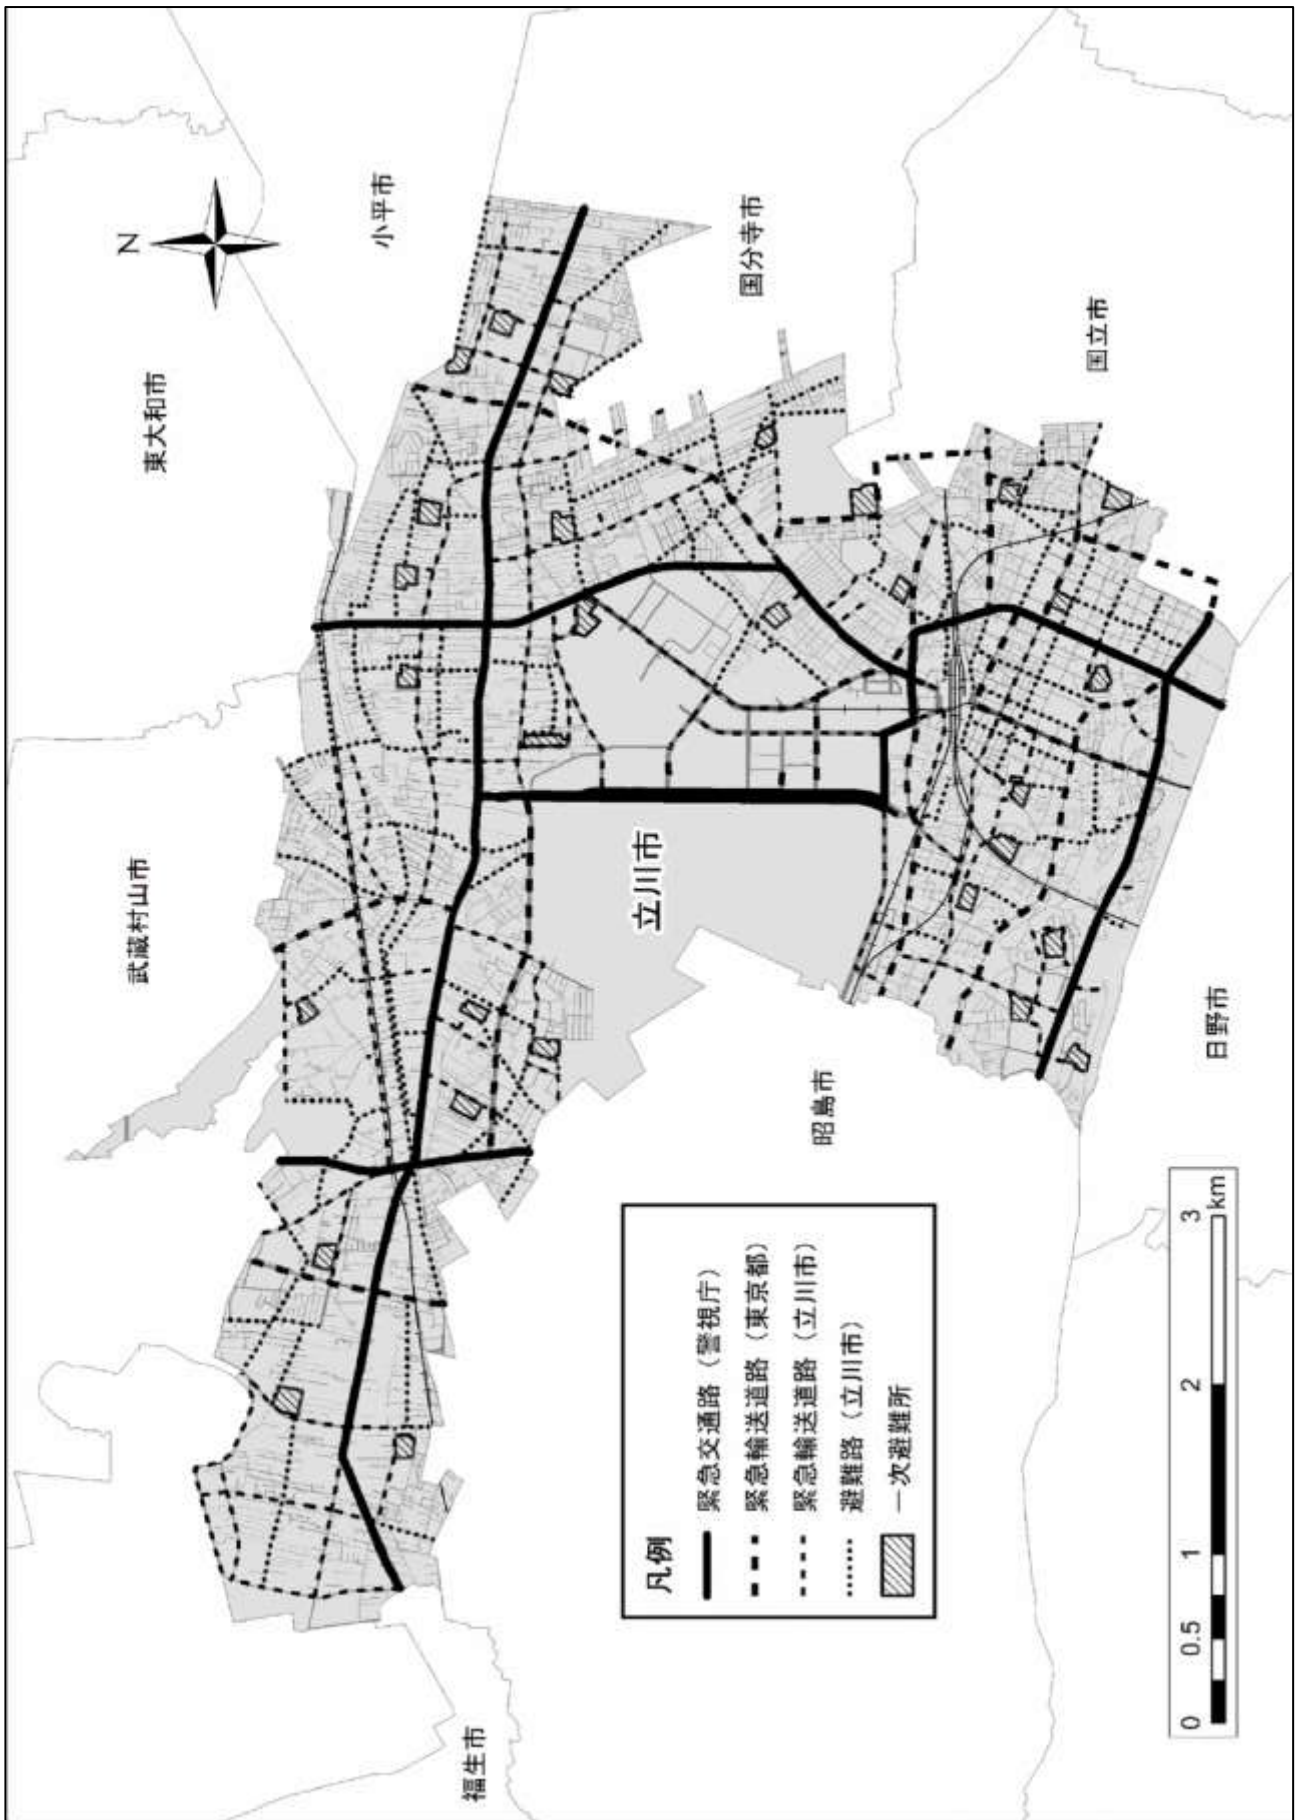 N
東大和市
小平市
国分寺市
国立市
武蔵村山市
立川市
昭島市
日野市
福生市
凡例
緊急交通路（警視庁）
緊急輸送道路（東京都）
緊急輸送道路（立川市）
避難路（立川市）
一次避難所
0 0.5 1 2 3
km